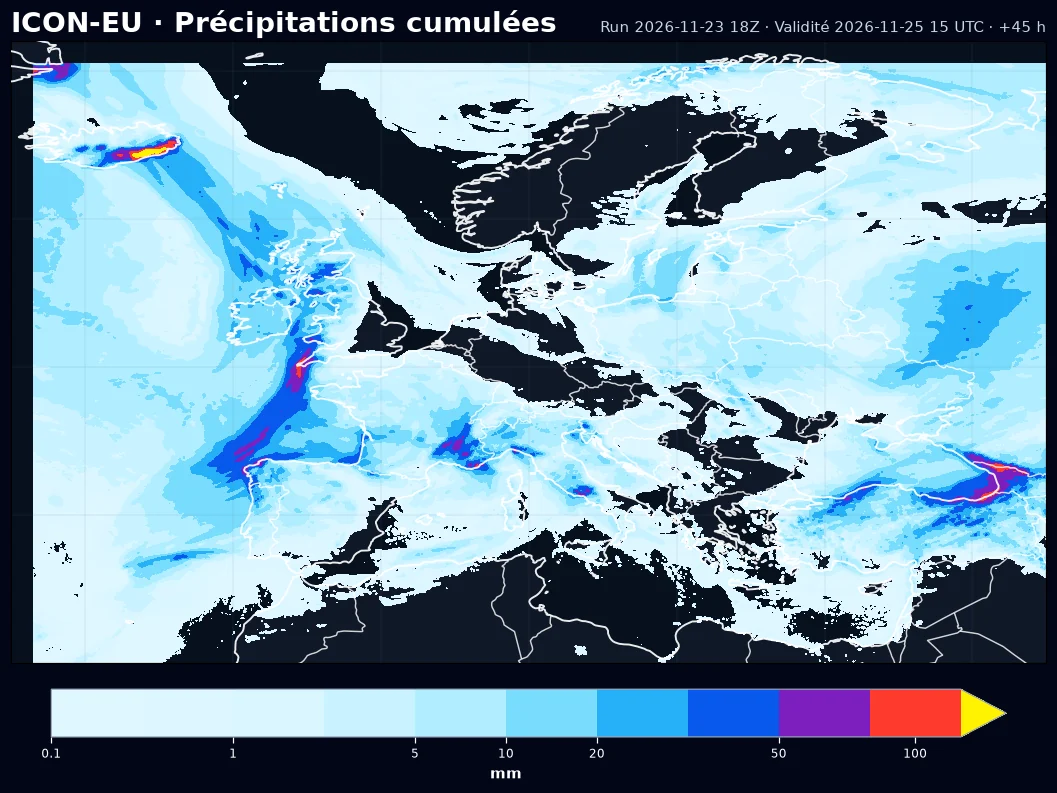 ICON-EU · Précipitations cumulées
Run 2026-11-23 18Z · Validité 2026-11-25 15 UTC · +45 h
0.1 1 5 10 20 50 100
mm